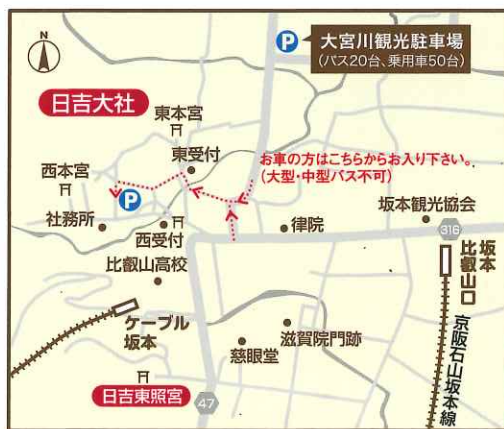 N
P
大宮川観光駐車場
(バス20台、乗用車50台)
日吉大社
東本宮
東受付
お車の方はこちらからお入り下さい。
(大型・中型バス不可)
西本宮
P
社務所
西受付
律院
坂本観光協会
316
坂本
比叡山口
比叡山高校
ケーブル
坂本
滋賀院門跡
慈眼堂
京阪石山坂本線
日吉東照宮
47